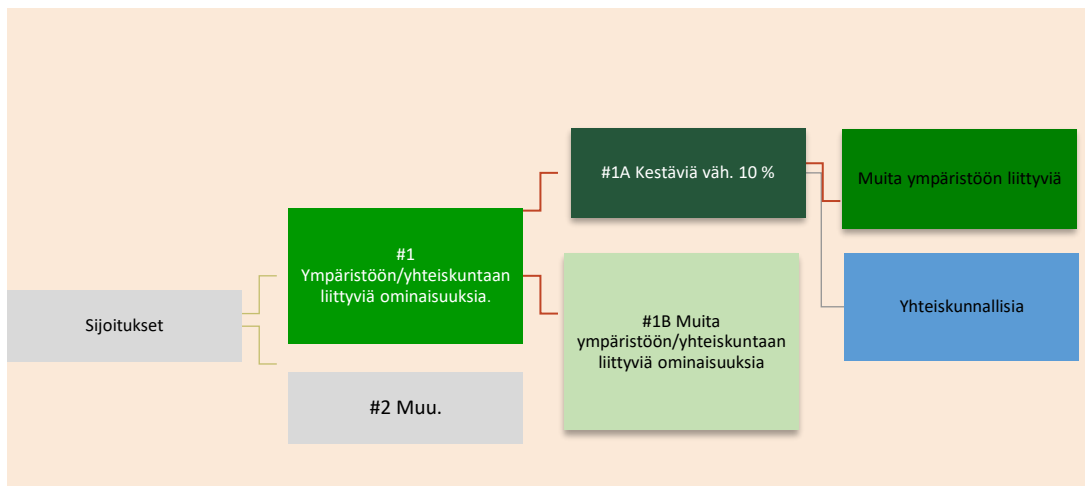 Sijoitukset
#1
Ympäristöön/yhteiskuntaan
liittyviä ominaisuuksia.
#2 Muu.
#1A Kestäviä väh. 10 %
#1B Muita
ympäristöön/yhteiskuntaan
liittyviä ominaisuuksia
Muita ympäristöön liittyviä
Yhteiskunnallisia